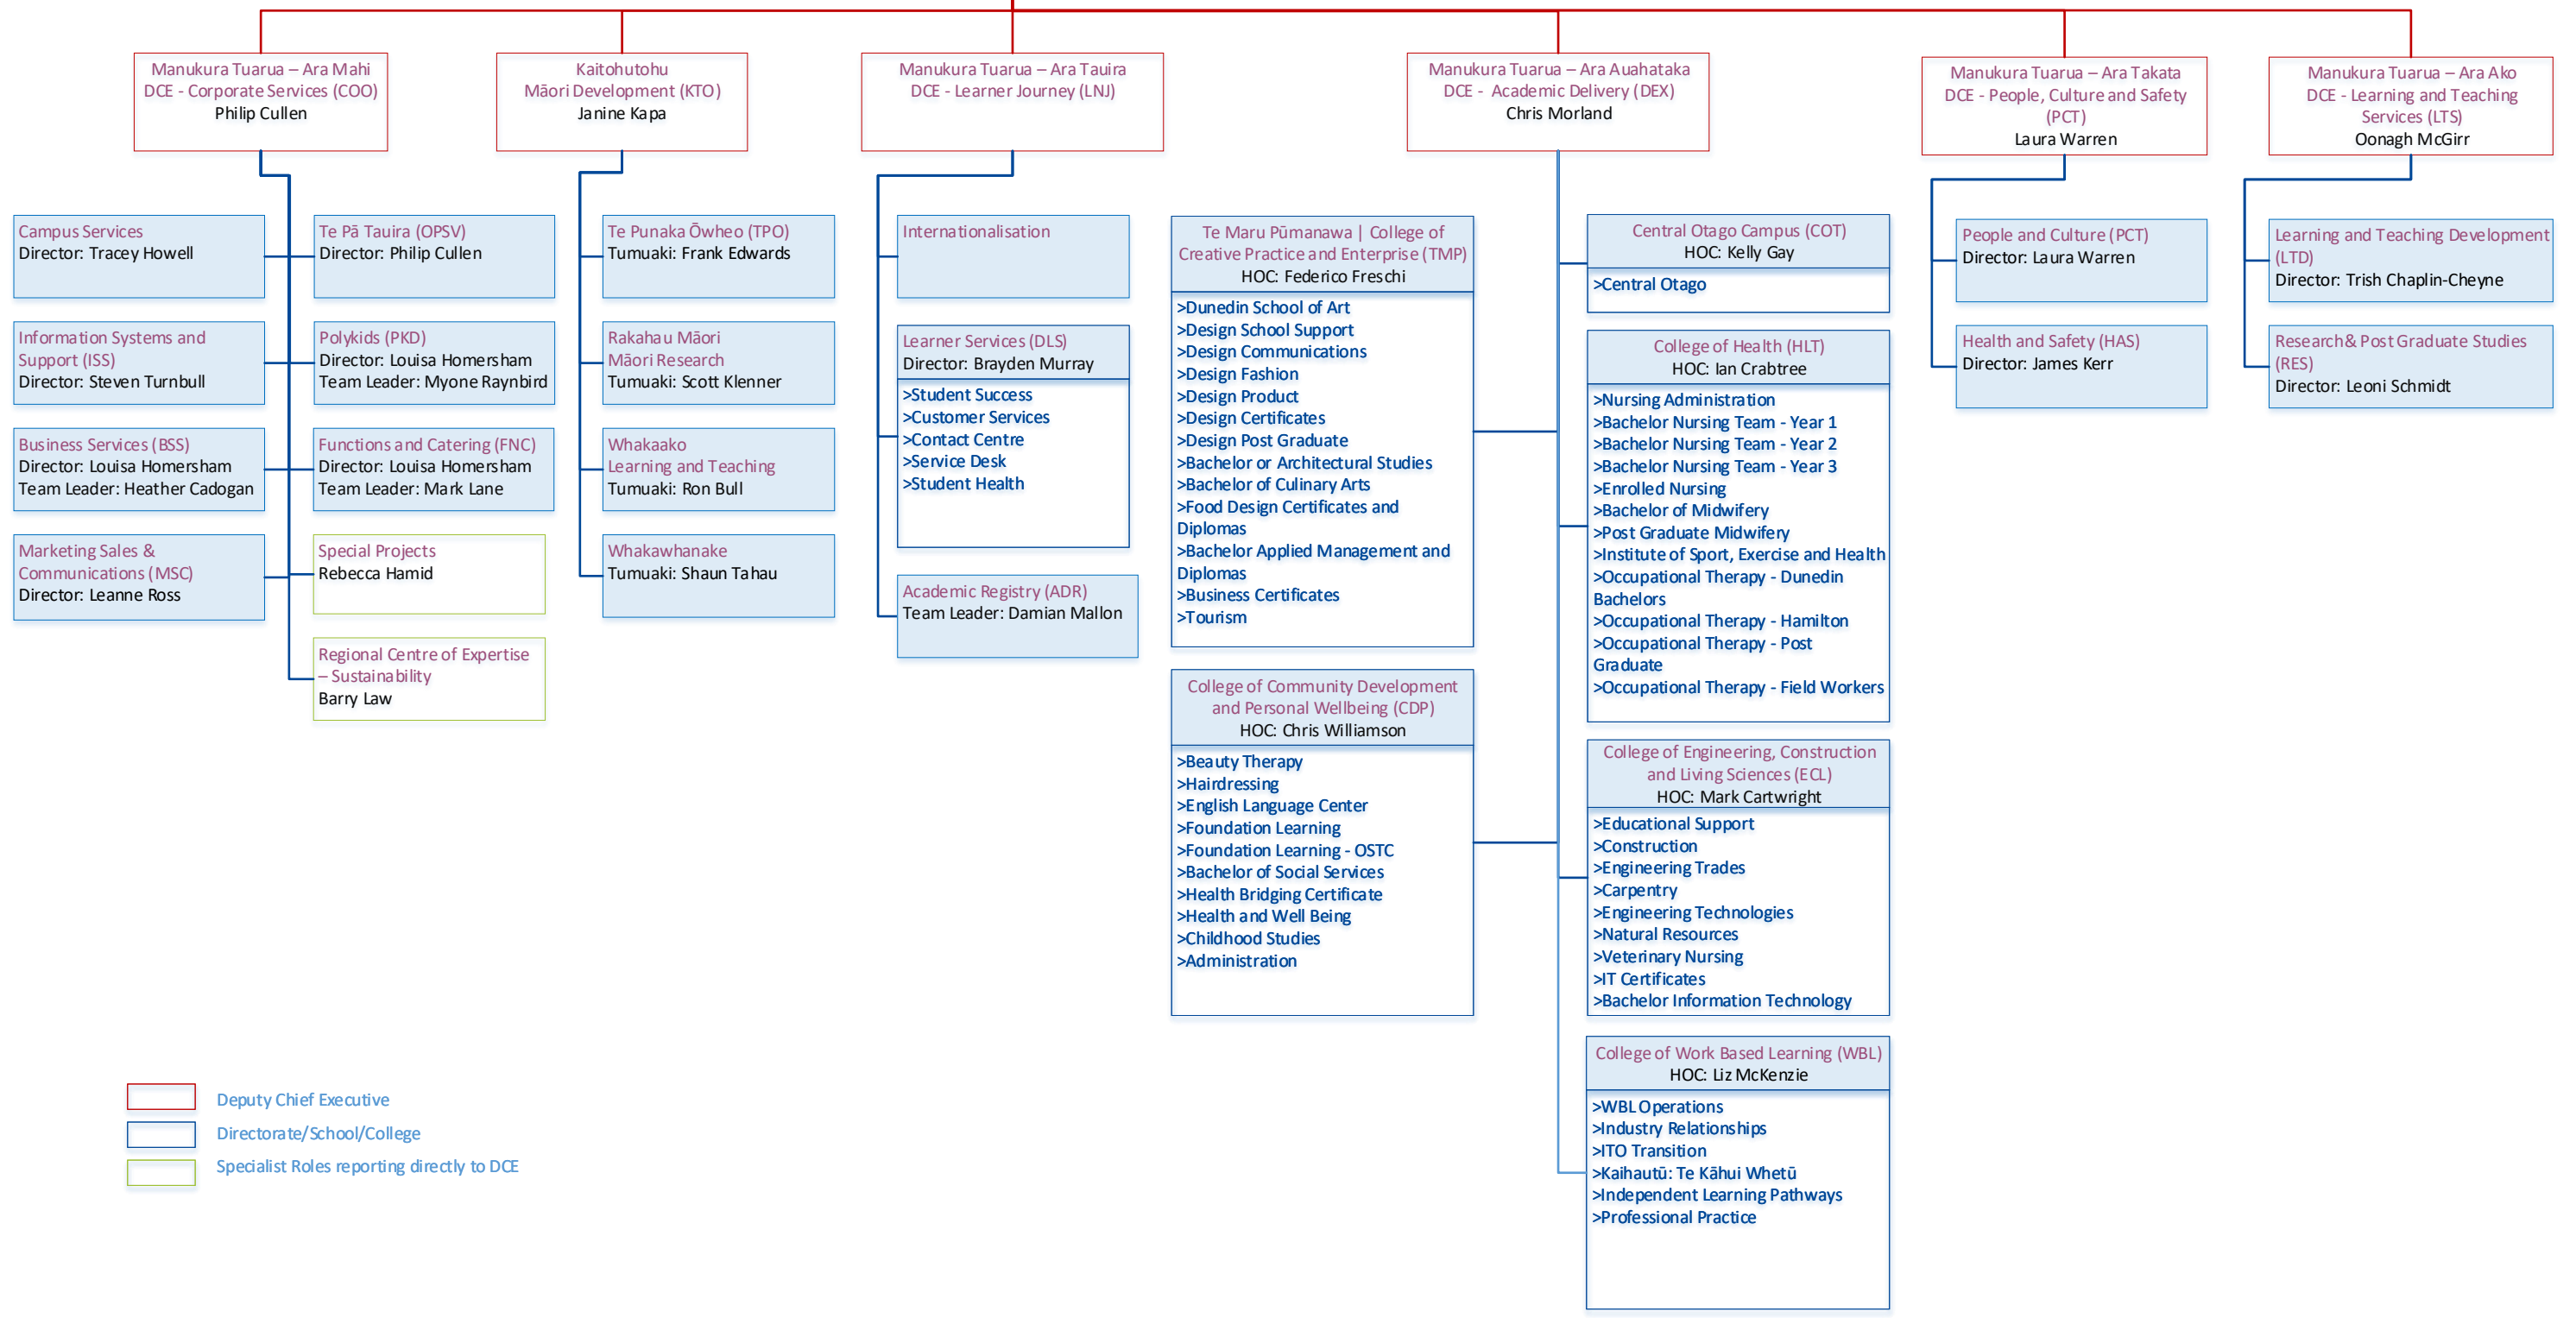 Manukura Tuarua – Ara Mahi
DCE - Corporate Services (COO)
Philip Cullen
Kaitohutohu
Māori Development (KTO)
Janine Kapa
Manukura Tuarua – Ara Tauira
DCE - Learner Journey (LNJ)
Manukura Tuarua – Ara Auahataka
DCE - Academic Delivery (DEX)
Chris Morland
Manukura Tuarua – Ara Takata
DCE - People, Culture and Safety
(PCT)
Laura Warren
Manukura Tuarua – Ara Ako
DCE - Learning and Teaching
Services (LTS)
Oonagh McGirr
Campus Services
Director: Tracey Howell
Information Systems and
Support (ISS)
Director: Steven Turnbull
Business Services (BSS)
Director: Louisa Homersham
Team Leader: Heather Cadogan
Marketing Sales &
Communications (MSC)
Director: Leanne Ross
Te Pā Tauira (OPSV)
Director: Philip Cullen
Polykids (PKD)
Director: Louisa Homersham
Team Leader: Myone Raynbird
Functions and Catering (FNC)
Director: Louisa Homersham
Team Leader: Mark Lane
Special Projects
Rebecca Hamid
Regional Centre of Expertise
– Sustainability
Barry Law
Te Punaka Ōwheo (TPO)
Tumuaki: Frank Edwards
Rakahau Māori
Māori Research
Tumuaki: Scott Klenner
Whakaako
Learning and Teaching
Tumuaki: Ron Bull
Whakawhanake
Tumuaki: Shaun Tahau
Internationalisation
Learner Services (DLS)
Director: Brayden Murray
>Student Success
>Customer Services
>Contact Centre
>Service Desk
>Student Health
Academic Registry (ADR)
Team Leader: Damian Mallon
Te Maru Pūmanawa | College of
Creative Practice and Enterprise (TMP)
HOC: Federico Freschi
>Dunedin School of Art
>Design School Support
>Design Communications
>Design Fashion
>Design Product
>Design Certificates
>Design Post Graduate
>Bachelor or Architectural Studies
>Bachelor of Culinary Arts
>Food Design Certificates and
Diplomas
>Bachelor Applied Management and
Diplomas
>Business Certificates
>Tourism
College of Community Development
and Personal Wellbeing (CDP)
HOC: Chris Williamson
>Beauty Therapy
>Hairdressing
>English Language Center
>Foundation Learning
>Foundation Learning - OSTC
>Bachelor of Social Services
>Health Bridging Certificate
>Health and Well Being
>Childhood Studies
>Administration
Central Otago Campus (COT)
HOC: Kelly Gay
>Central Otago
College of Health (HLT)
HOC: Ian Crabtree
>Nursing Administration
>Bachelor Nursing Team - Year 1
>Bachelor Nursing Team - Year 2
>Bachelor Nursing Team - Year 3
>Enrolled Nursing
>Bachelor of Midwifery
>Post Graduate Midwifery
>Institute of Sport, Exercise and Health
>Occupational Therapy - Dunedin
Bachelors
>Occupational Therapy - Hamilton
>Occupational Therapy - Post
Graduate
>Occupational Therapy - Field Workers
College of Engineering, Construction
and Living Sciences (ECL)
HOC: Mark Cartwright
>Educational Support
>Construction
>Engineering Trades
>Carpentry
>Engineering Technologies
>Natural Resources
>Veterinary Nursing
>IT Certificates
>Bachelor Information Technology
College of Work Based Learning (WBL)
HOC: Liz McKenzie
>WBL Operations
>Industry Relationships
>ITO Transition
>Kaihautū: Te Kāhui Whetū
>Independent Learning Pathways
>Professional Practice
People and Culture (PCT)
Director: Laura Warren
Health and Safety (HAS)
Director: James Kerr
Learning and Teaching Development
(LTD)
Director: Trish Chaplin-Cheyne
Research& Post Graduate Studies
(RES)
Director: Leoni Schmidt
Deputy Chief Executive
Directorate/School/College
Specialist Roles reporting directly to DCE